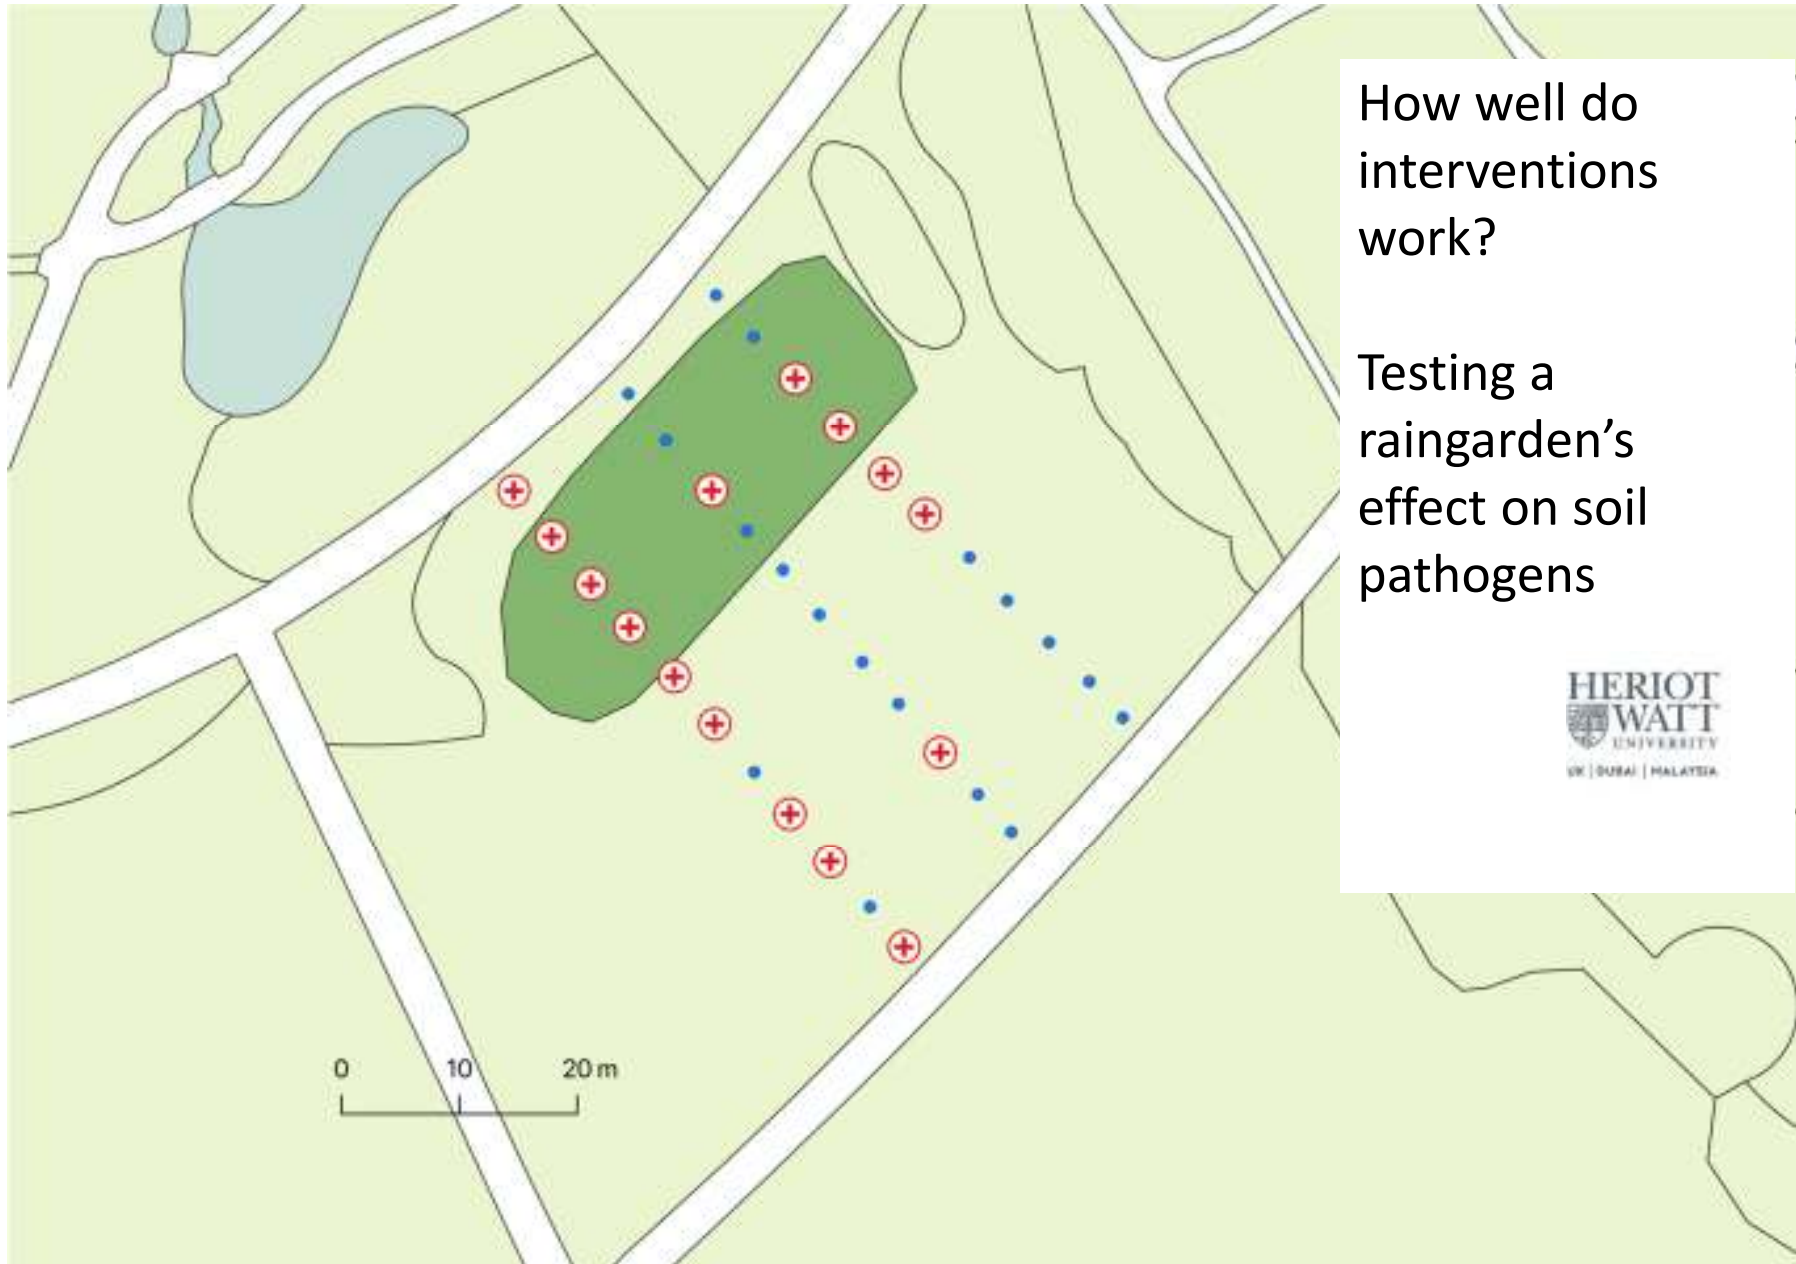 How well do
interventions
work?
Testing a
raingarden’s
effect on soil
pathogens
HERIOT
WATT
UNIVERSITY
UK | DUBAI | MALAYSIA
0 10 20 m